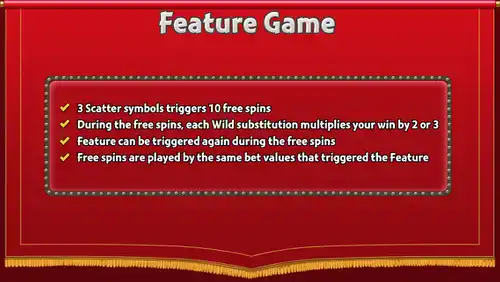 Feature Game
3 Scatter symbols triggers 10 free spins
During the free spins, each Wild substitution multiplies your win by 2 or 3
Feature can be triggered again during the free spins
Free spins are played by the same bet values that triggered the Feature